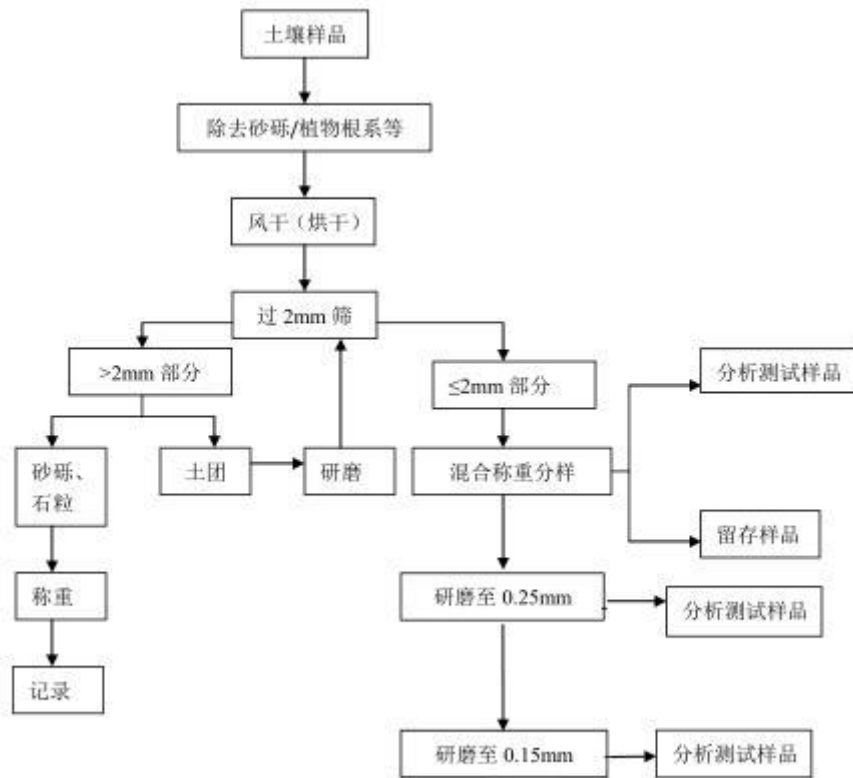 土壤样品
除去砂砾/植物根系等
风干（烘干）
过 2mm 筛
>2mm 部分
≤2mm 部分
分析测试样品
砂砾、
石粒
土团
研磨
混合称重分样
留存样品
称重
研磨至 0.25mm
分析测试样品
记录
研磨至 0.15mm
分析测试样品